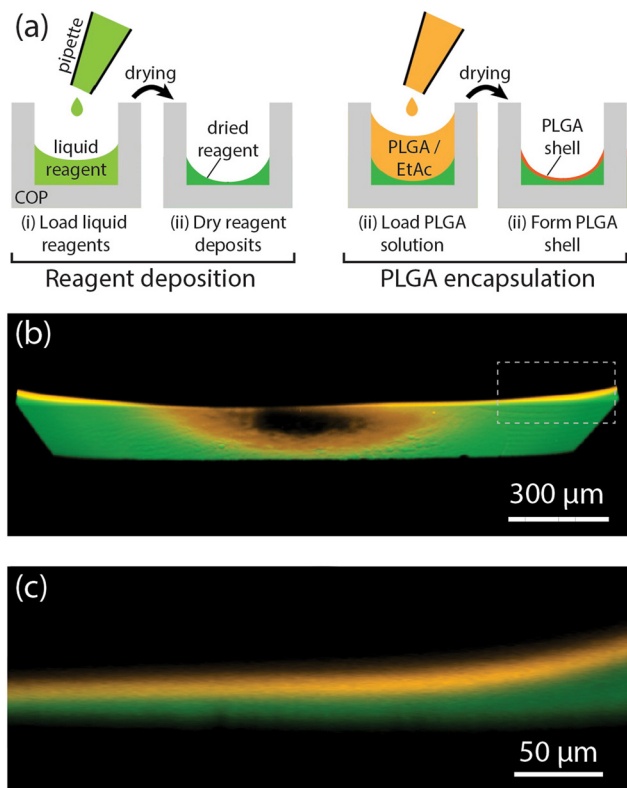 (a)
pipette
drying
liquid
reagent
dried
reagent
COP
(i) Load liquid
reagents
(ii) Dry reagent
deposits
Reagent deposition
drying
PLGA /
EtAc
PLGA
shell
(ii) Load PLGA
solution
(ii) Form PLGA
shell
PLGA encapsulation
(b)
300 μm
(c)
50 μm